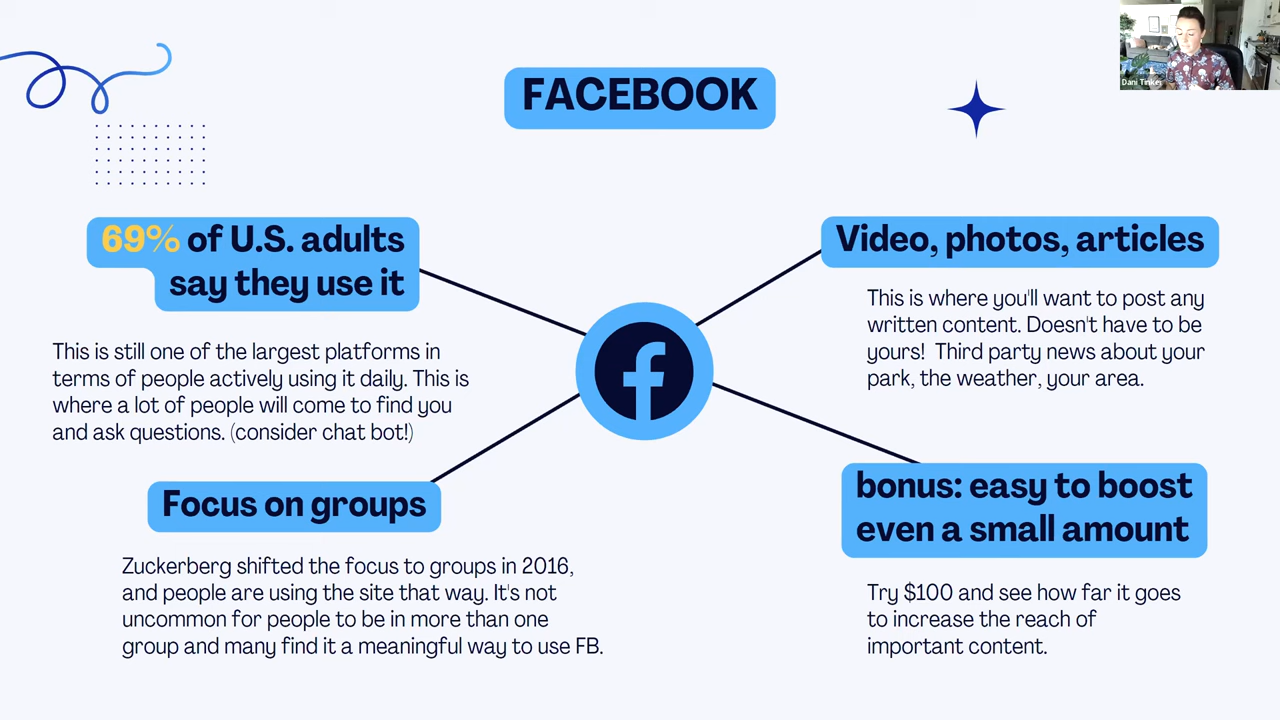 FACEBOOK
Dani Tinker
69% of U.S. adults
say they use it
This is still one of the largest platforms in
terms of people actively using it daily. This is
where a lot of people will come to find you
and ask questions. (consider chat bot!)
Focus on groups
Zuckerberg shifted the focus to groups in 2016,
and people are using the site that way. It's not
uncommon for people to be in more than one
group and many find it a meaningful way to use FB.
Video, photos, articles
This is where you'll want to post any
written content. Doesn't have to be
yours! Third party news about your
park, the weather, your area.
bonus: easy to boost
even a small amount
Try $100 and see how far it goes
to increase the reach of
important content.